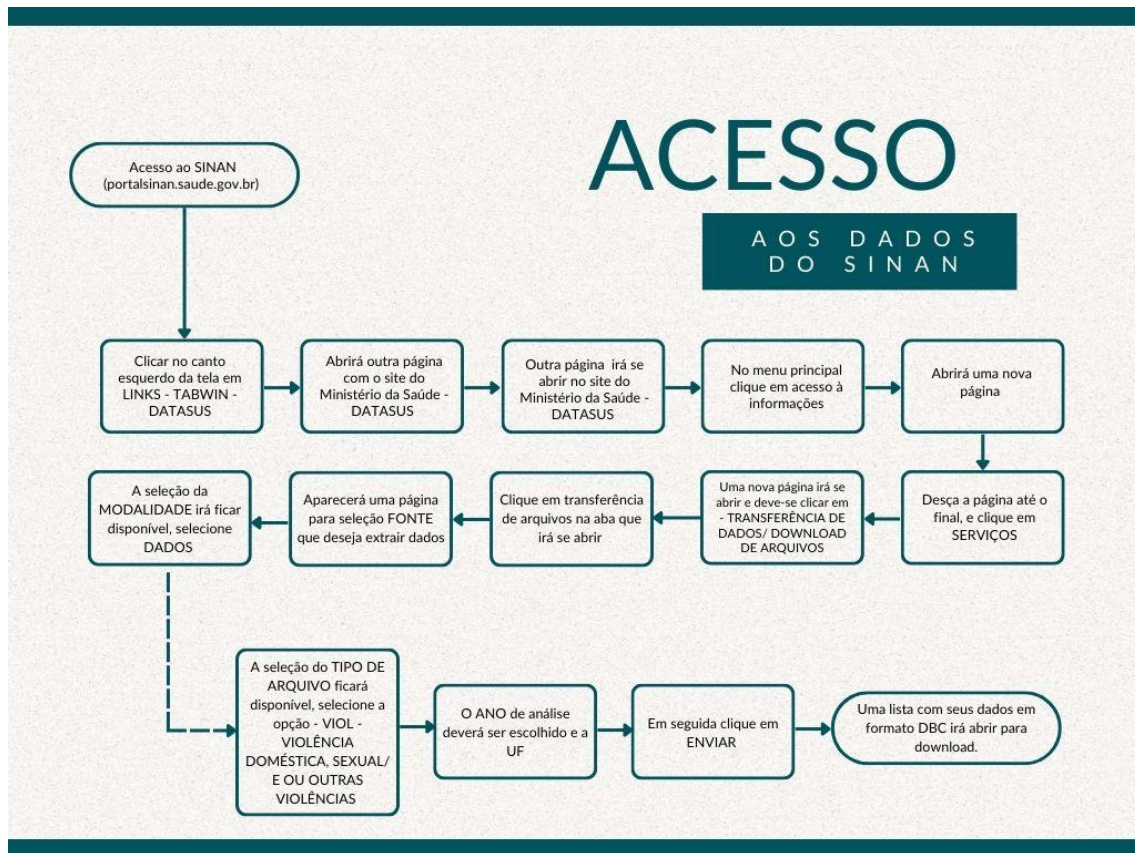 ACESSO
AOS DADOS
DO SINAN
Acesso ao SINAN
(portalsinan.saude.gov.br)
Clicar no canto
esquerdo da tela em
LINKS - TABWIN -
DATASUS
Abrirá outra página
com o site do
Ministério da Saúde -
DATASUS
Outra página irá se
abrir no site do
Ministério da Saúde -
DATASUS
No menu principal
clique em acesso à
informações
Abrirá uma nova
página
Desça a página até o
final, e clique em
SERVIÇOS
Uma nova página irá se
abrir e deve-se clicar em
- TRANSFERÊNCIA DE
DADOS/ DOWNLOAD
DE ARQUIVOS
Clique em transferência
de arquivos na aba que
irá se abrir
Aparecerá uma página
para seleção FONTE
que deseja extrair dados
A seleção da
MODALIDADE irá ficar
disponível, selecione
DADOS
A seleção do TIPO DE
ARQUIVO ficará
disponível, selecione a
opção - VIOL -
VIOLÊNCIA
DOMÉSTICA, SEXUAL/
E OU OUTRAS
VIOLÊNCIAS
O ANO de análise
deverá ser escolhido e a
UF
Em seguida clique em
ENVIAR
Uma lista com seus dados em
formato DBC irá abrir para
download.